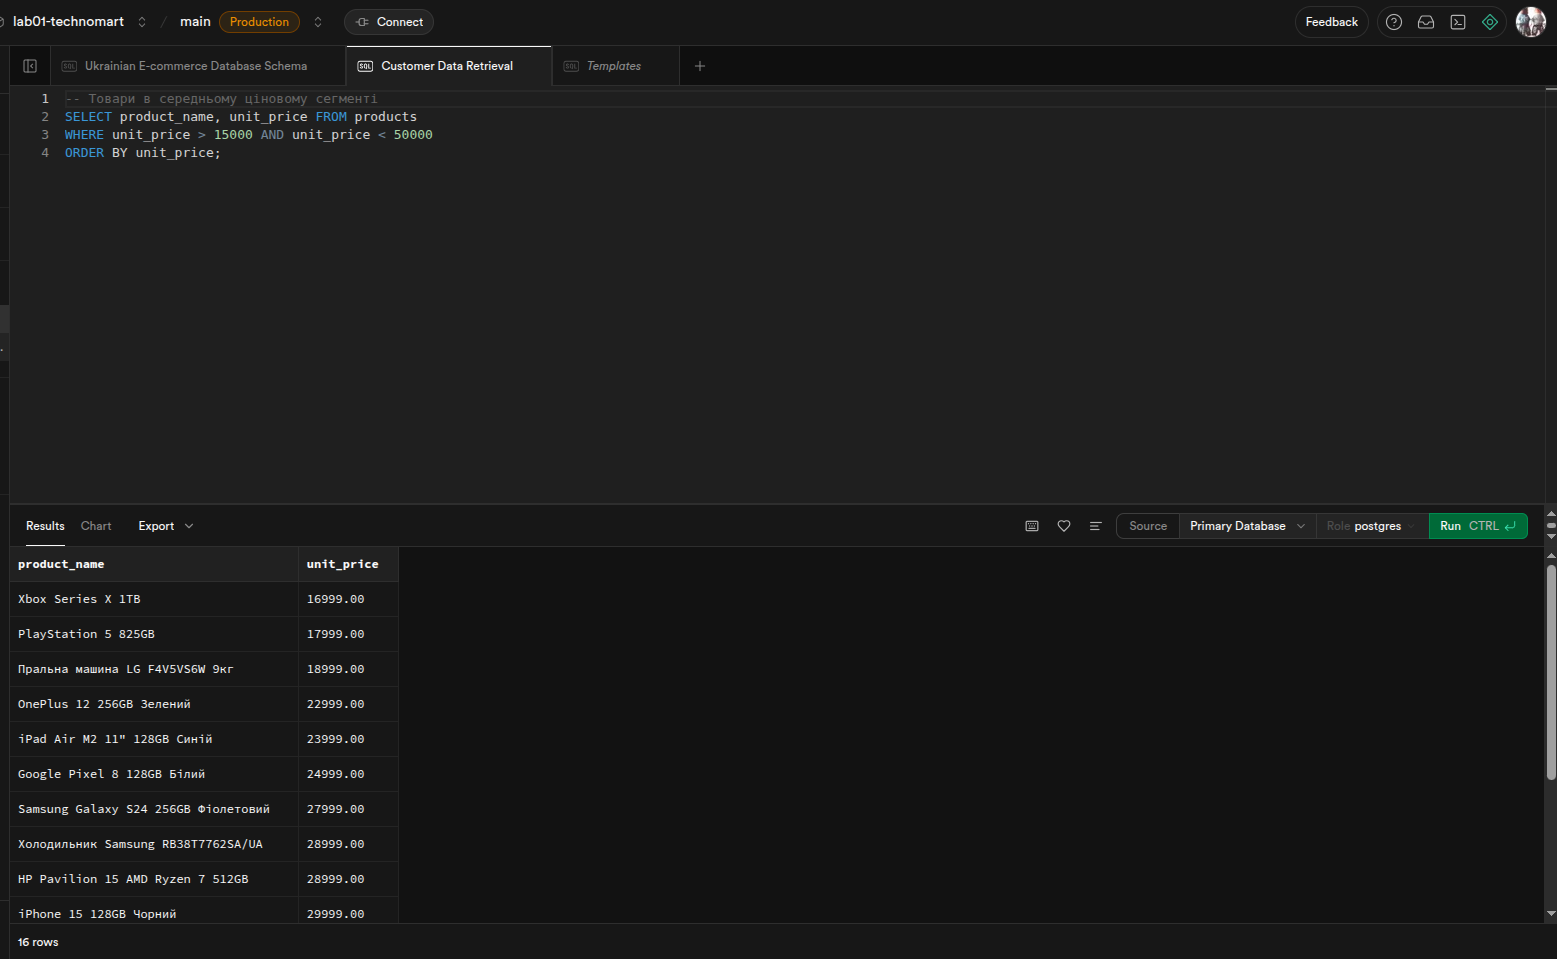 lab01-technomart / main Production Connect Feedback
Ukrainian E-commerce Database Schema Customer Data Retrieval Templates
1 -- Товари в середньому ціновому сегменті
2 SELECT product_name, unit_price FROM products
3 WHERE unit_price > 15000 AND unit_price < 50000
4 ORDER BY unit_price;
Results Chart Export Source Primary Database Role postgres Run CTRL
product_name unit_price
Xbox Series X 1TB 16999.00
PlayStation 5 825GB 17999.00
Пральна машина LG F4V5VS6W 9кг 18999.00
OnePlus 12 256GB Зелений 22999.00
iPad Air M2 11" 128GB Синій 23999.00
Google Pixel 8 128GB Білий 24999.00
Samsung Galaxy S24 256GB Фіолетовий 27999.00
Холодильник Samsung RB38T7762SA/UA 28999.00
HP Pavilion 15 AMD Ryzen 7 512GB 28999.00
iPhone 15 128GB Чорний 29999.00
16 rows